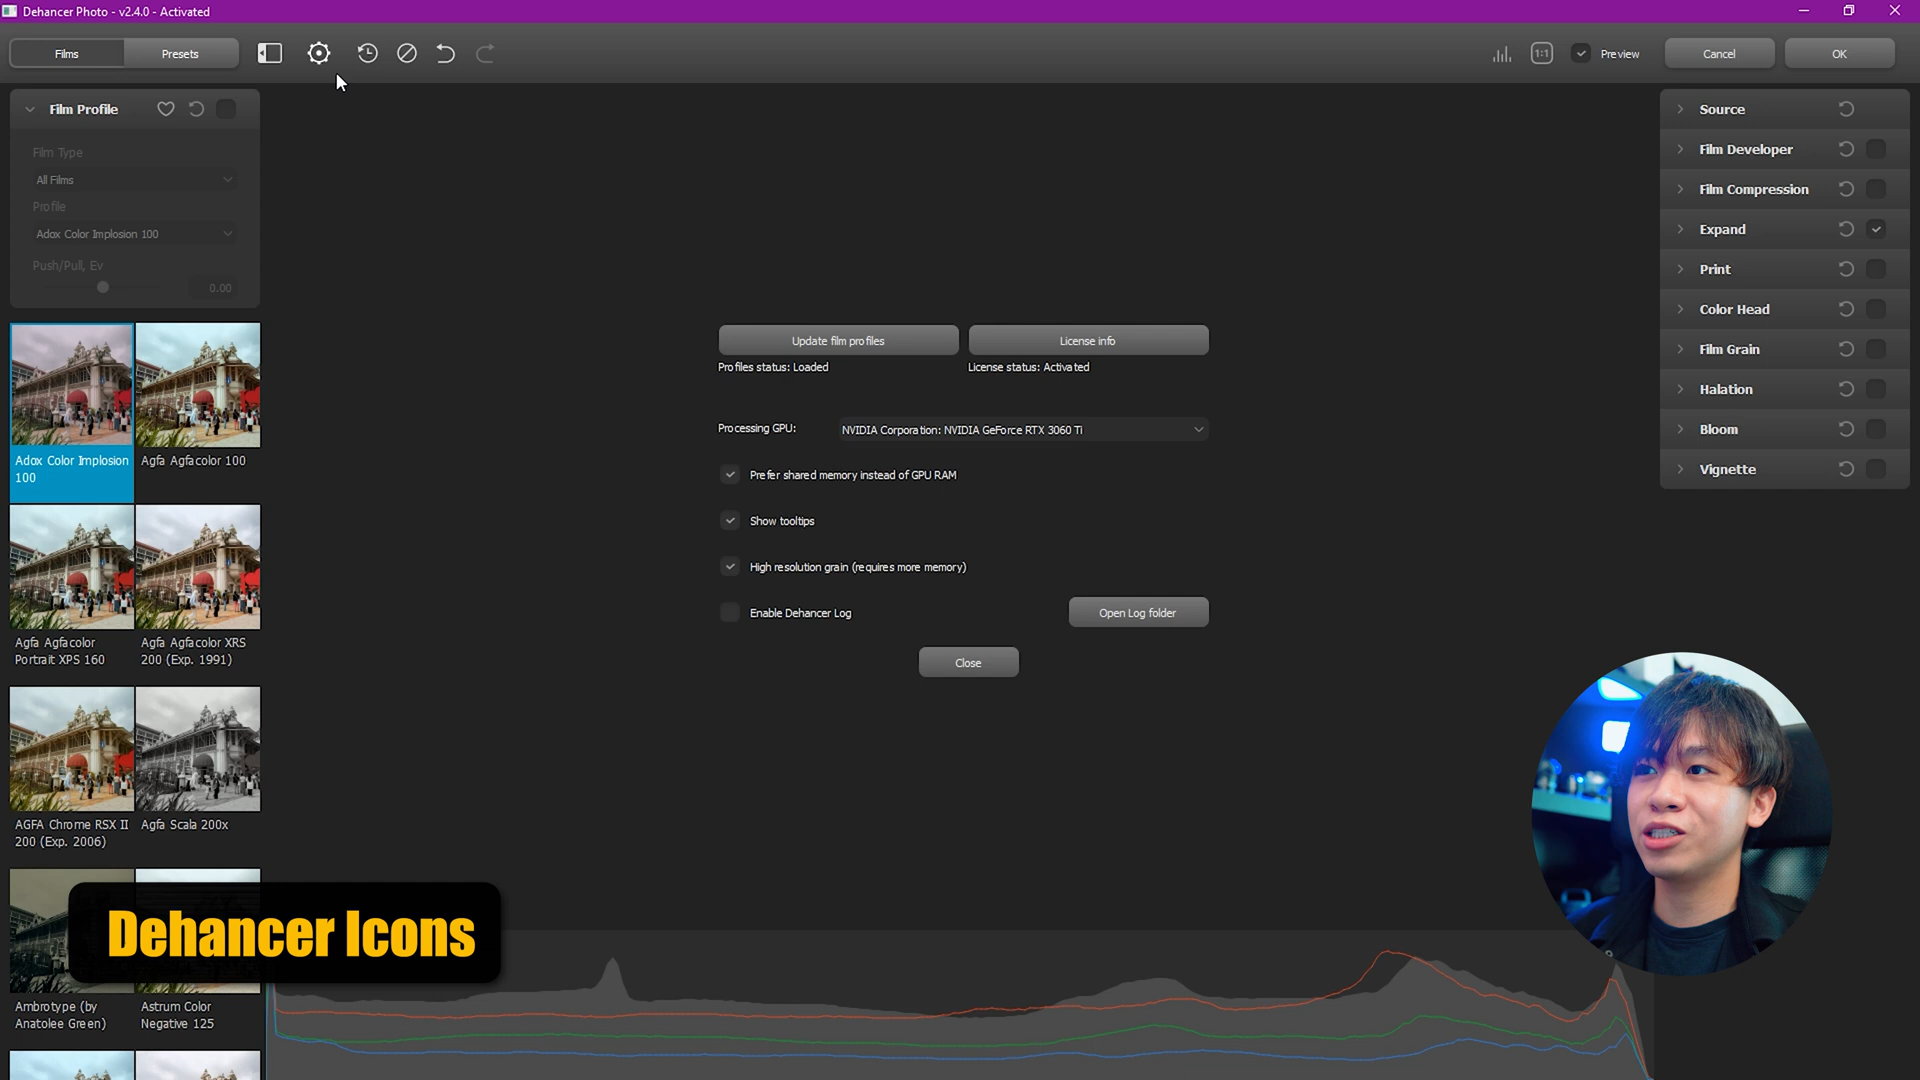 Dehancer Photo - v2.4.0 - Activated
Films
Presets
1:1
Preview
Cancel
OK
Film Profile
Film Type
All Films
Profile
Adox Color Implosion 100
Push/Pull, Ev
0.00
Adox Color Implosion
100
Agfa Agfacolor 100
Agfa Agfacolor
Portrait XPS 160
Agfa Agfacolor XRS
200 (Exp. 1991)
AGFA Chrome RSX II
200 (Exp. 2006)
Agfa Scala 200x
Ambrotype (by
Anatolee Green)
Astrum Color
Negative 125
Update film profiles
License info
Profiles status: Loaded
License status: Activated
Processing GPU:
NVIDIA Corporation: NVIDIA GeForce RTX 3060 Ti
Prefer shared memory instead of GPU RAM
Show tooltips
High resolution grain (requires more memory)
Enable Dehancer Log
Open Log folder
Close
Source
Film Developer
Film Compression
Expand
Print
Color Head
Film Grain
Halation
Bloom
Vignette
Dehancer Icons